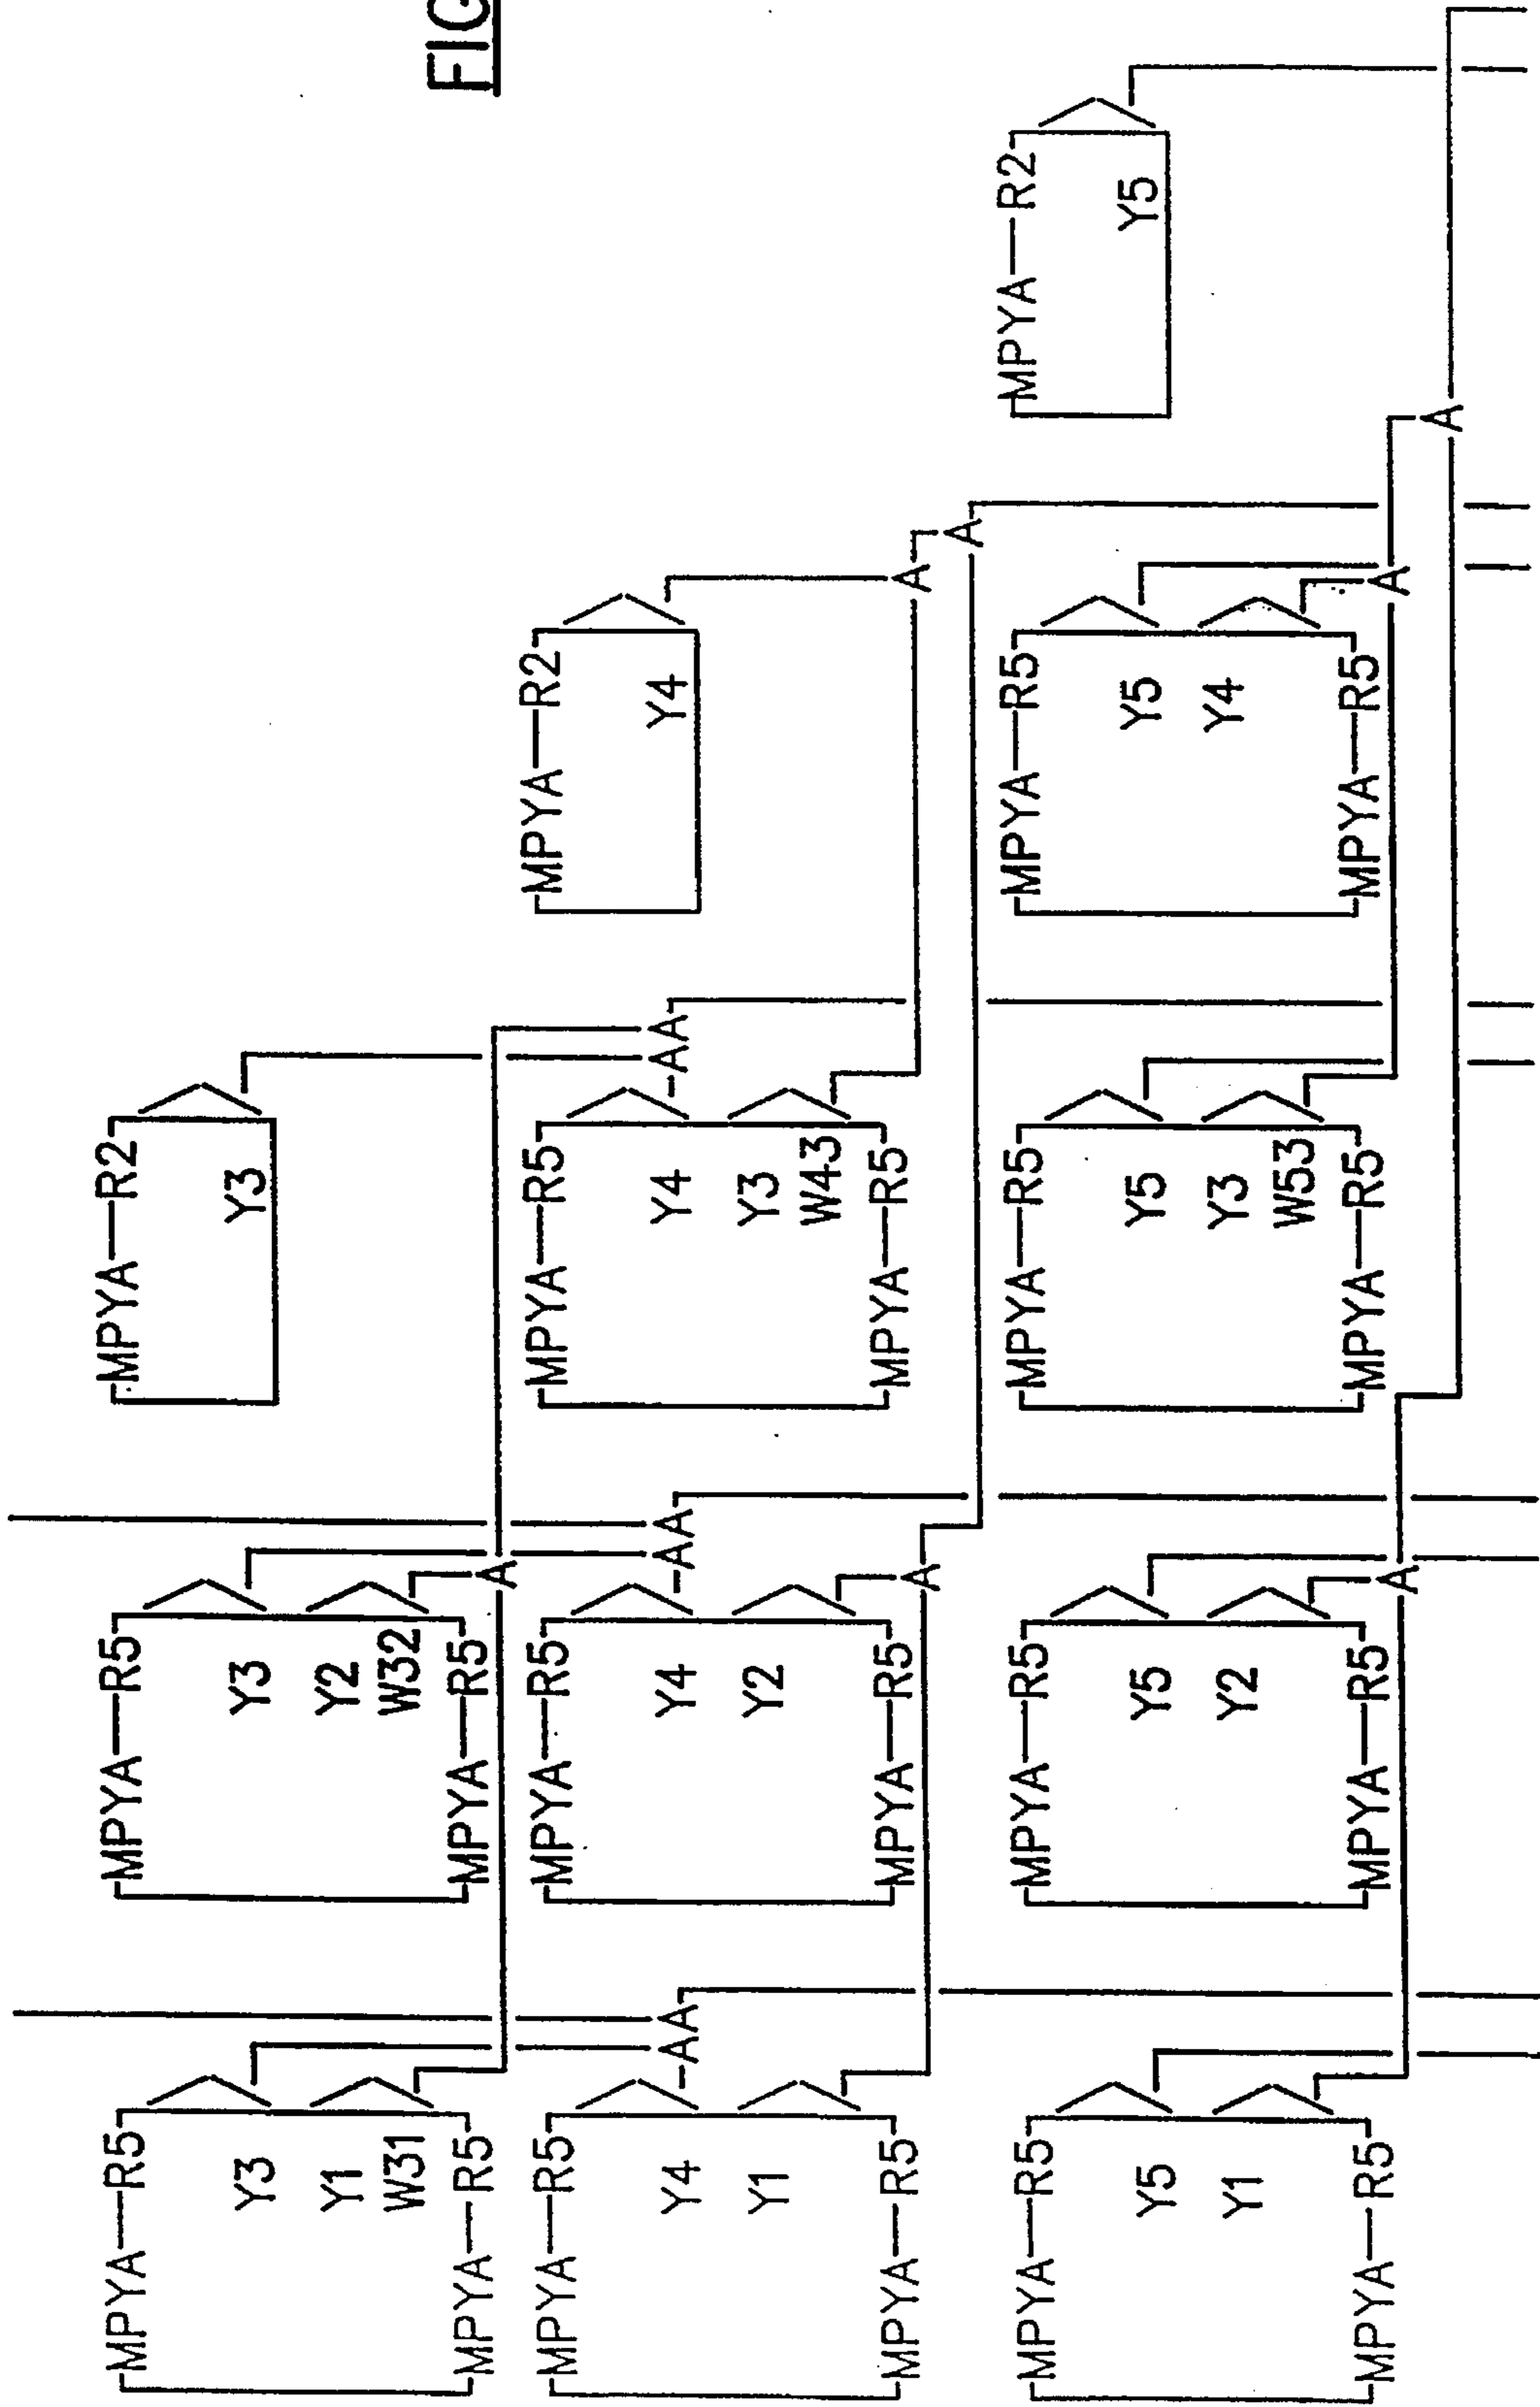 MPYA—R5 MPYA—R5 MPYA—R2
Y3 Y3 Y3
Y1 Y2
W31 W32
MPYA—R5 MPYA—R5 FIG
A
MPYA—R5 MPYA—R5 MPYA—R5 MPYA—R2
Y4 AA Y4 AA Y4 AA Y4
Y1 Y2 Y3
W43
MPYA—R5 MPYA—R5 MPYA—R5
A A
A
MPYA—R5 MPYA—R5 MPYA—R5 MPYA—R5 MPYA—R2
Y5 Y5 Y5 Y5 Y5
Y1 Y2 Y3 Y4
W53
MPYA—R5 MPYA—R5 MPYA—R5 MPYA—R5
A A
A